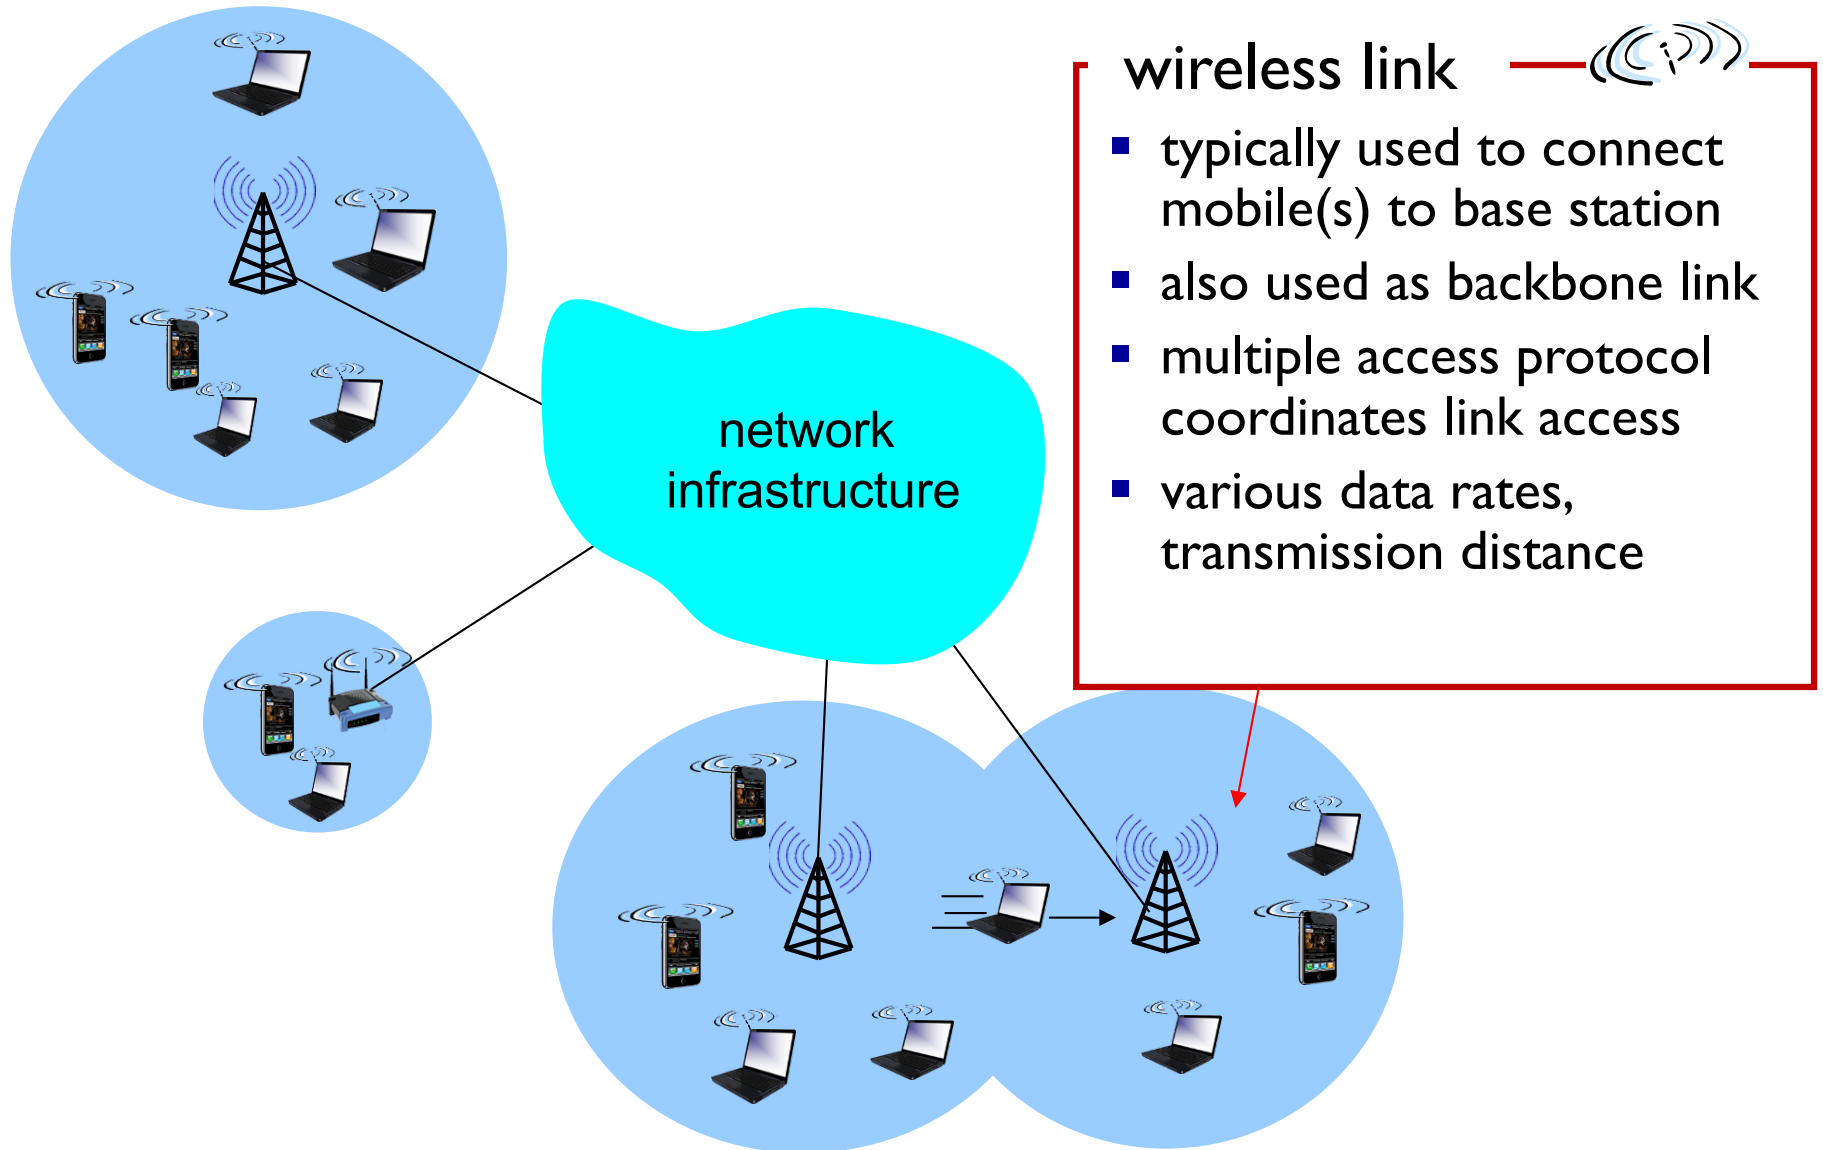 wireless link
typically used to connect
mobile(s) to base station
also used as backbone link
multiple access protocol
coordinates link access
various data rates,
transmission distance
network
infrastructure